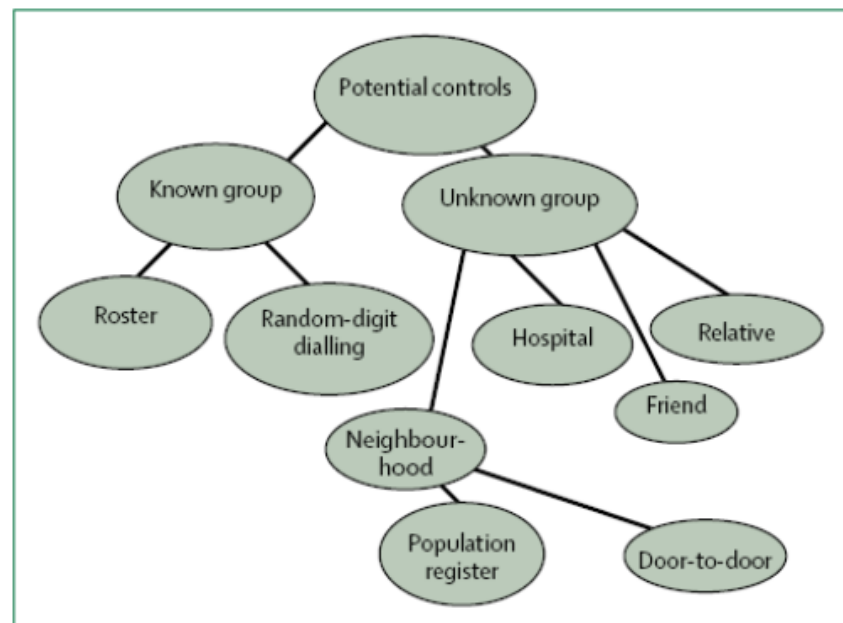 Potential controls
Known group
Unknown group
Roster
Random-digit
dialling
Hospital
Relative
Friend
Neighbour-
hood
Population
register
Door-to-door